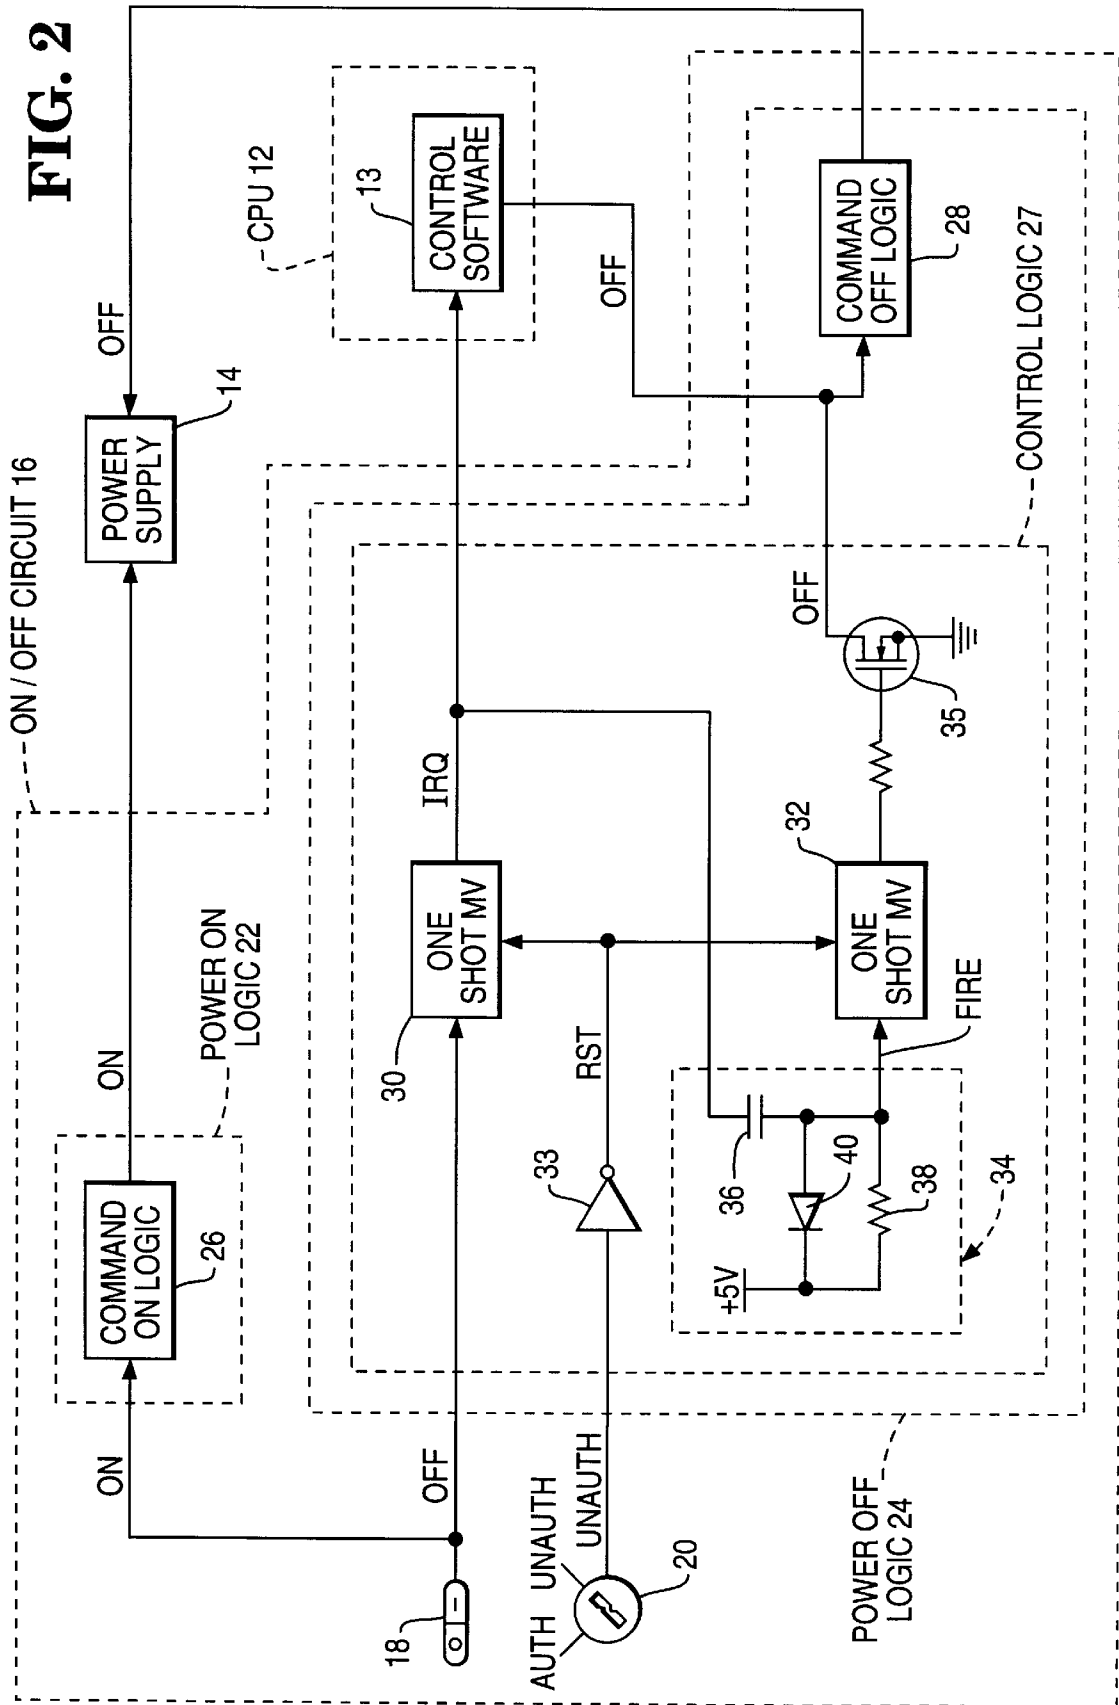 FIG. 2
ON / OFF CIRCUIT 16
ON
COMMAND
ON LOGIC
26
POWER ON
LOGIC 22
ON
POWER
SUPPLY
14
OFF
CPU 12
13
CONTROL
SOFTWARE
18
O
I
OFF
30
ONE
SHOT MV
IRQ
OFF
AUTH
UNAUTH
UNAUTH
20
33
RST
+5V
36
40
38
34
FIRE
32
ONE
SHOT MV
35
OFF
COMMAND
OFF LOGIC
28
CONTROL LOGIC 27
POWER OFF
LOGIC 24